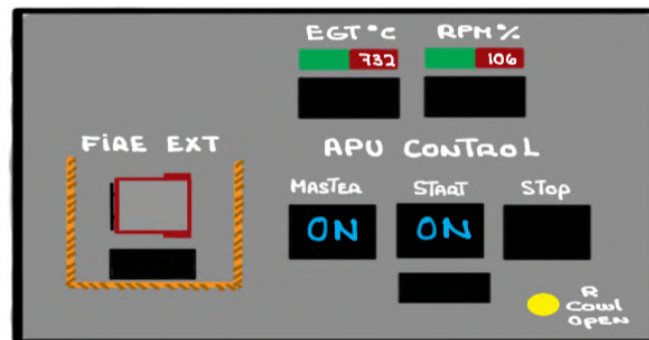 EGT °C RPM %
732 106
FIRE EXT APU CONTROL
MASTER START STOP
ON ON
R
COWL
OPEN